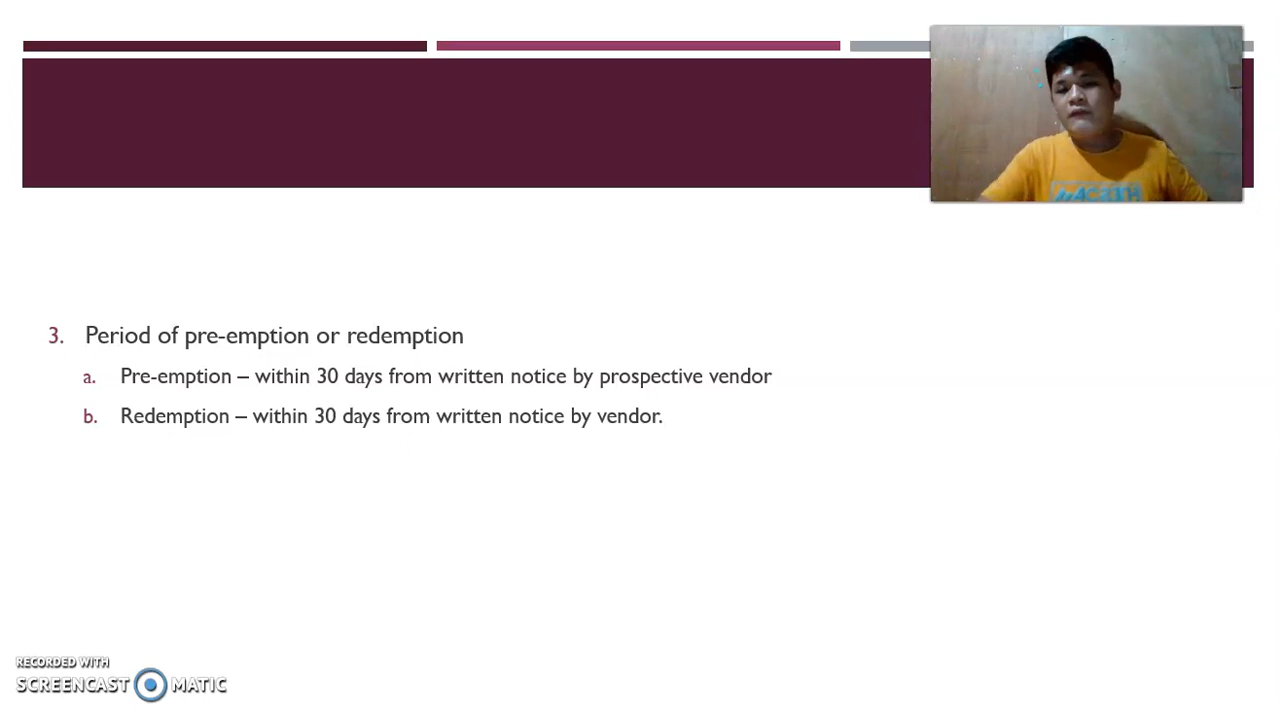 3. Period of pre-emption or redemption
a. Pre-emption – within 30 days from written notice by prospective vendor
b. Redemption – within 30 days from written notice by vendor.
RECORDED WITH
SCREENCAST MATIC